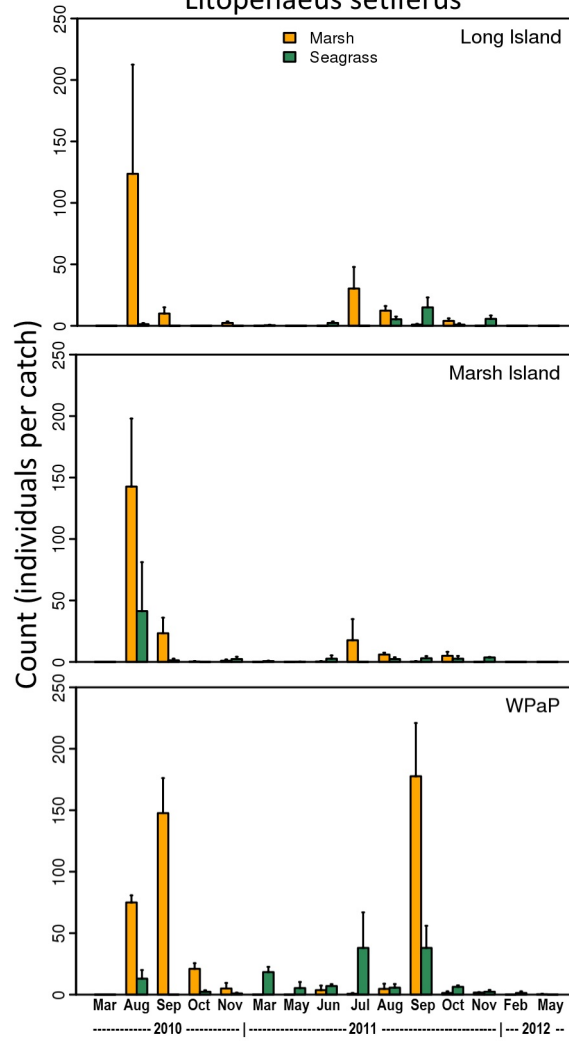 Litopenaeus setiferus
Count (individuals per catch)
Marsh
Seagrass
Long Island
250
200
150
100
50
0
Marsh Island
250
200
150
100
50
0
WPaP
250
200
150
100
50
0
Mar Aug Sep Oct Nov Mar May Jun Jul Aug Sep Oct Nov Feb May
------------- 2010 ------------|--------------------- 2011 -------------------------|--- 2012 --